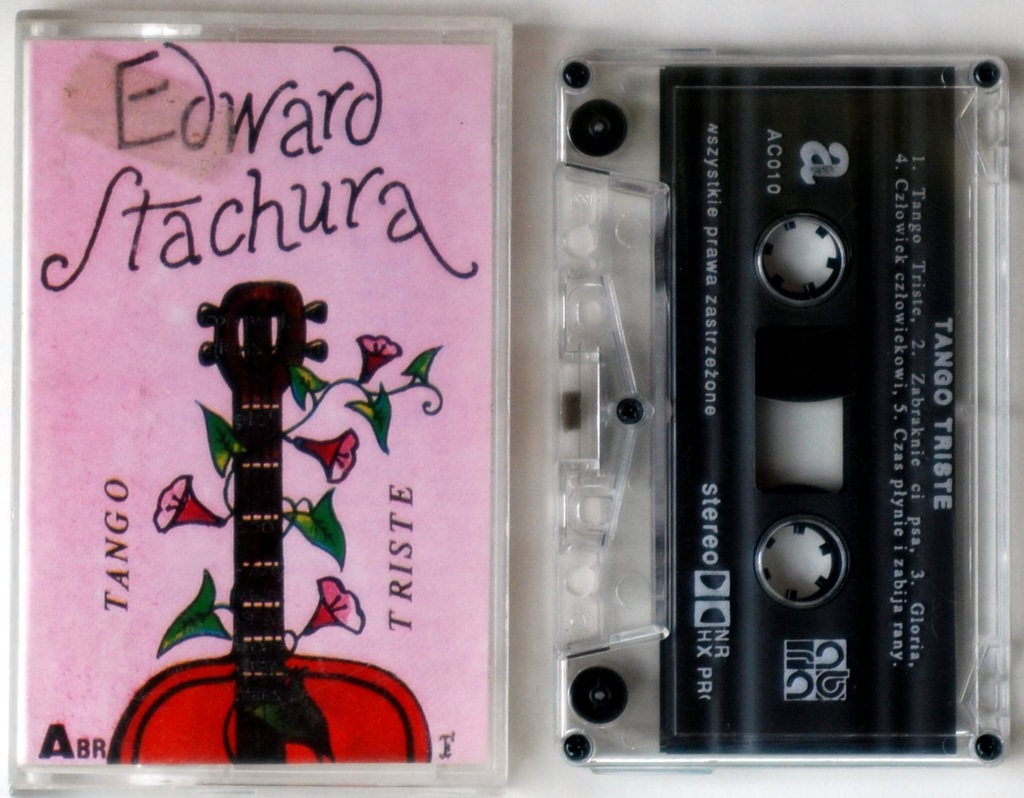 Edward
Stachura
TANGO
TRISTE
ABR
TANGO TRISTE
1. Tango Triste, 2. Zabraknie ci psa, 3. Gloria,
4. Człowiek człowiekowi, 5. Czas płynie i zabija rany.
a
AC010
wszystkie prawa zastrzeżone
stereo NR
HX PR